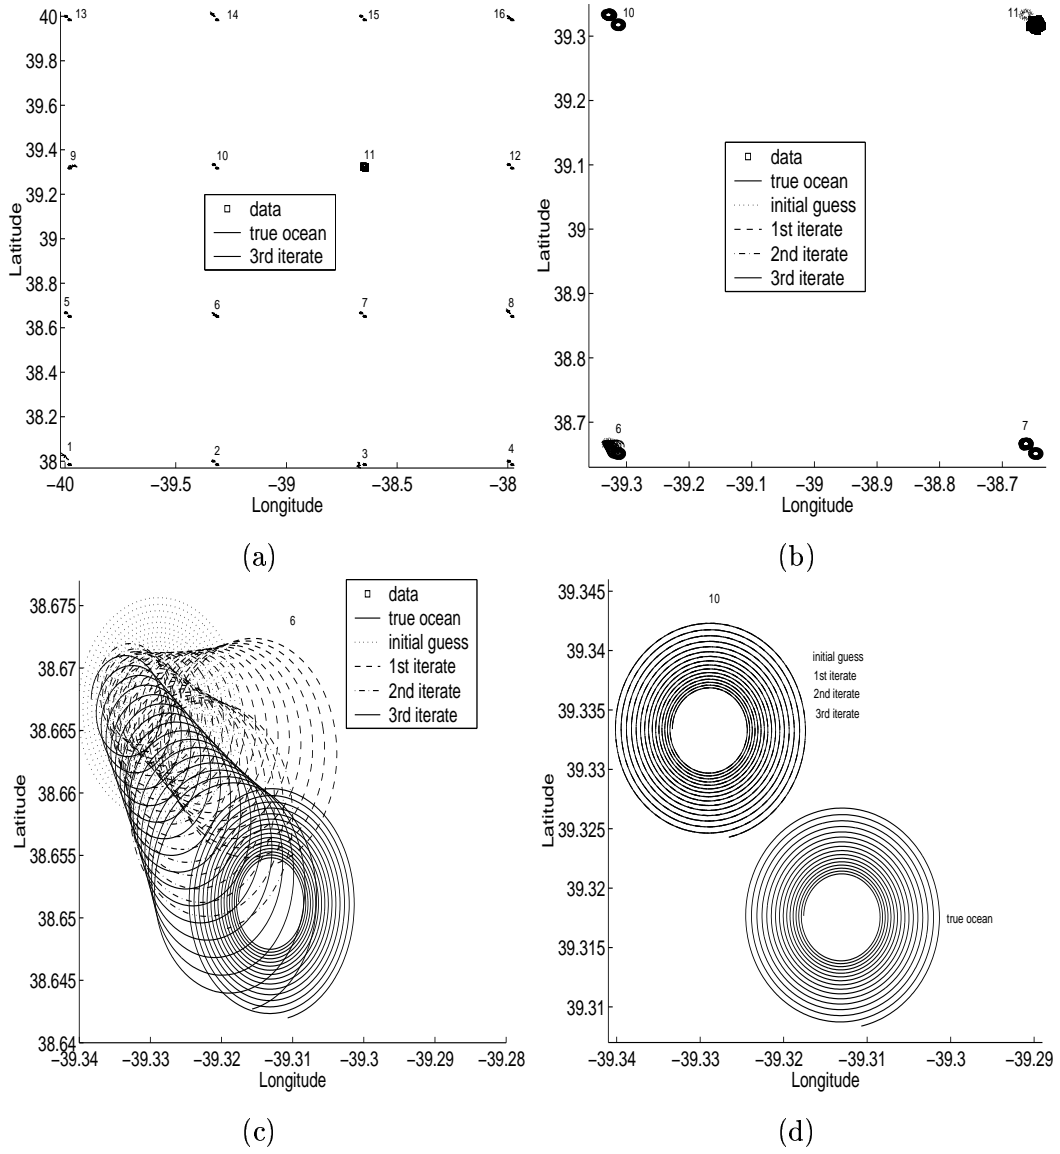 40
39.8
39.6
39.4
39.2
39
38.8
38.6
38.4
38.2
38
Latitude
13
14
15
16
9
10
11
12
5
6
7
8
1
2
3
4
data
true ocean
3rd iterate
−40
−39.5
−39
−38.5
−38
Longitude
(a)
39.3
39.2
39.1
39
38.9
38.8
38.7
Latitude
10
11
6
7
data
true ocean
initial guess
1st iterate
2nd iterate
3rd iterate
−39.3
−39.2
−39.1
−39
−38.9
−38.8
−38.7
Longitude
(b)
38.675
38.67
38.665
38.66
38.655
38.65
38.645
38.64
Latitude
6
data
true ocean
initial guess
1st iterate
2nd iterate
3rd iterate
−39.34
−39.33
−39.32
−39.31
−39.3
−39.29
−39.28
Longitude
(c)
39.345
39.34
39.335
39.33
39.325
39.32
39.315
39.31
Latitude
10
initial guess
1st iterate
2nd iterate
3rd iterate
true ocean
−39.34
−39.33
−39.32
−39.31
−39.3
−39.29
Longitude
(d)